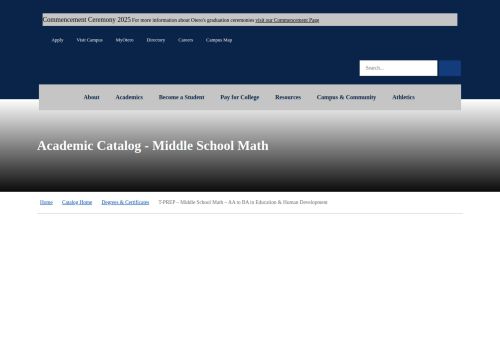 Commencement Ceremony 2025 For more information about Otero's graduation ceremonies visit our Commencement Page
Apply Visit Campus MyOtero Directory Careers Campus Map
Search...
About Academics Become a Student Pay for College Resources Campus & Community Athletics
Academic Catalog - Middle School Math
Home Catalog Home Degrees & Certificates T-PREP – Middle School Math – AA to BA in Education & Human Development